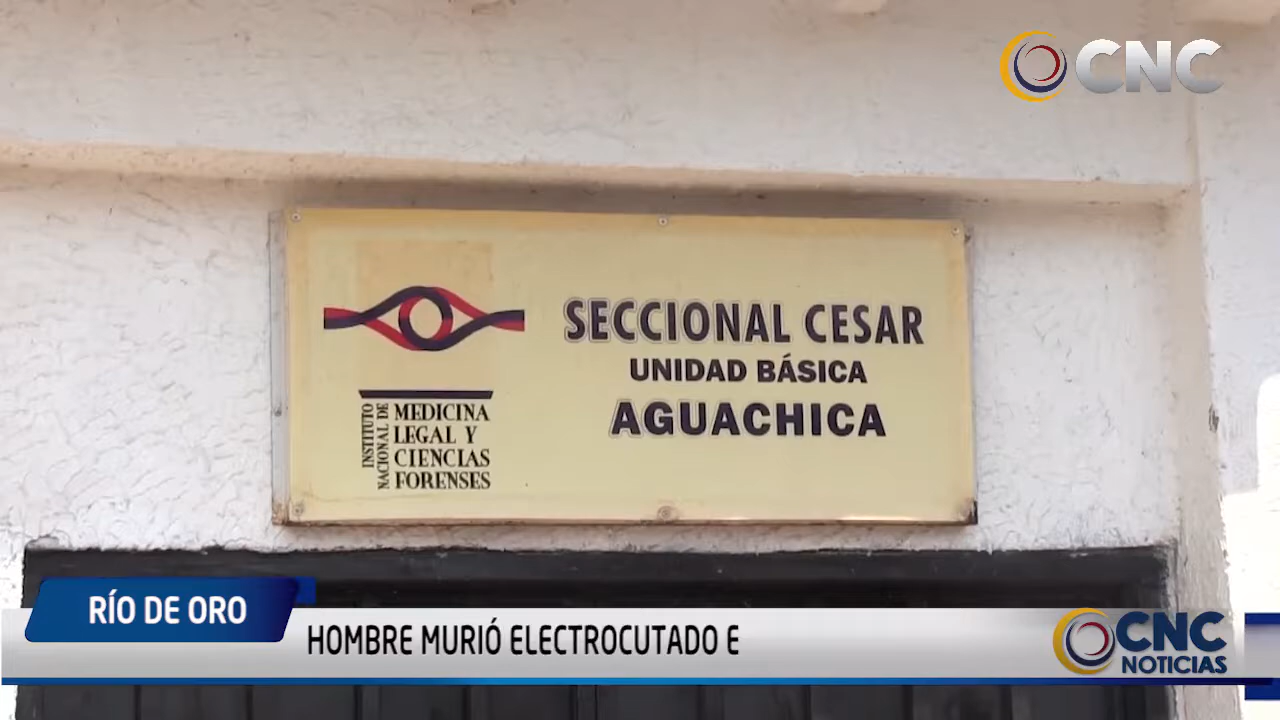 CNC
SECCIONAL CESAR
UNIDAD BÁSICA
AGUACHICA
INSTITUTO
NACIONAL DE
MEDICINA
LEGAL Y
CIENCIAS
FORENSES
RÍO DE ORO
HOMBRE MURIÓ ELECTROCUTADO E
CNC
NOTICIAS